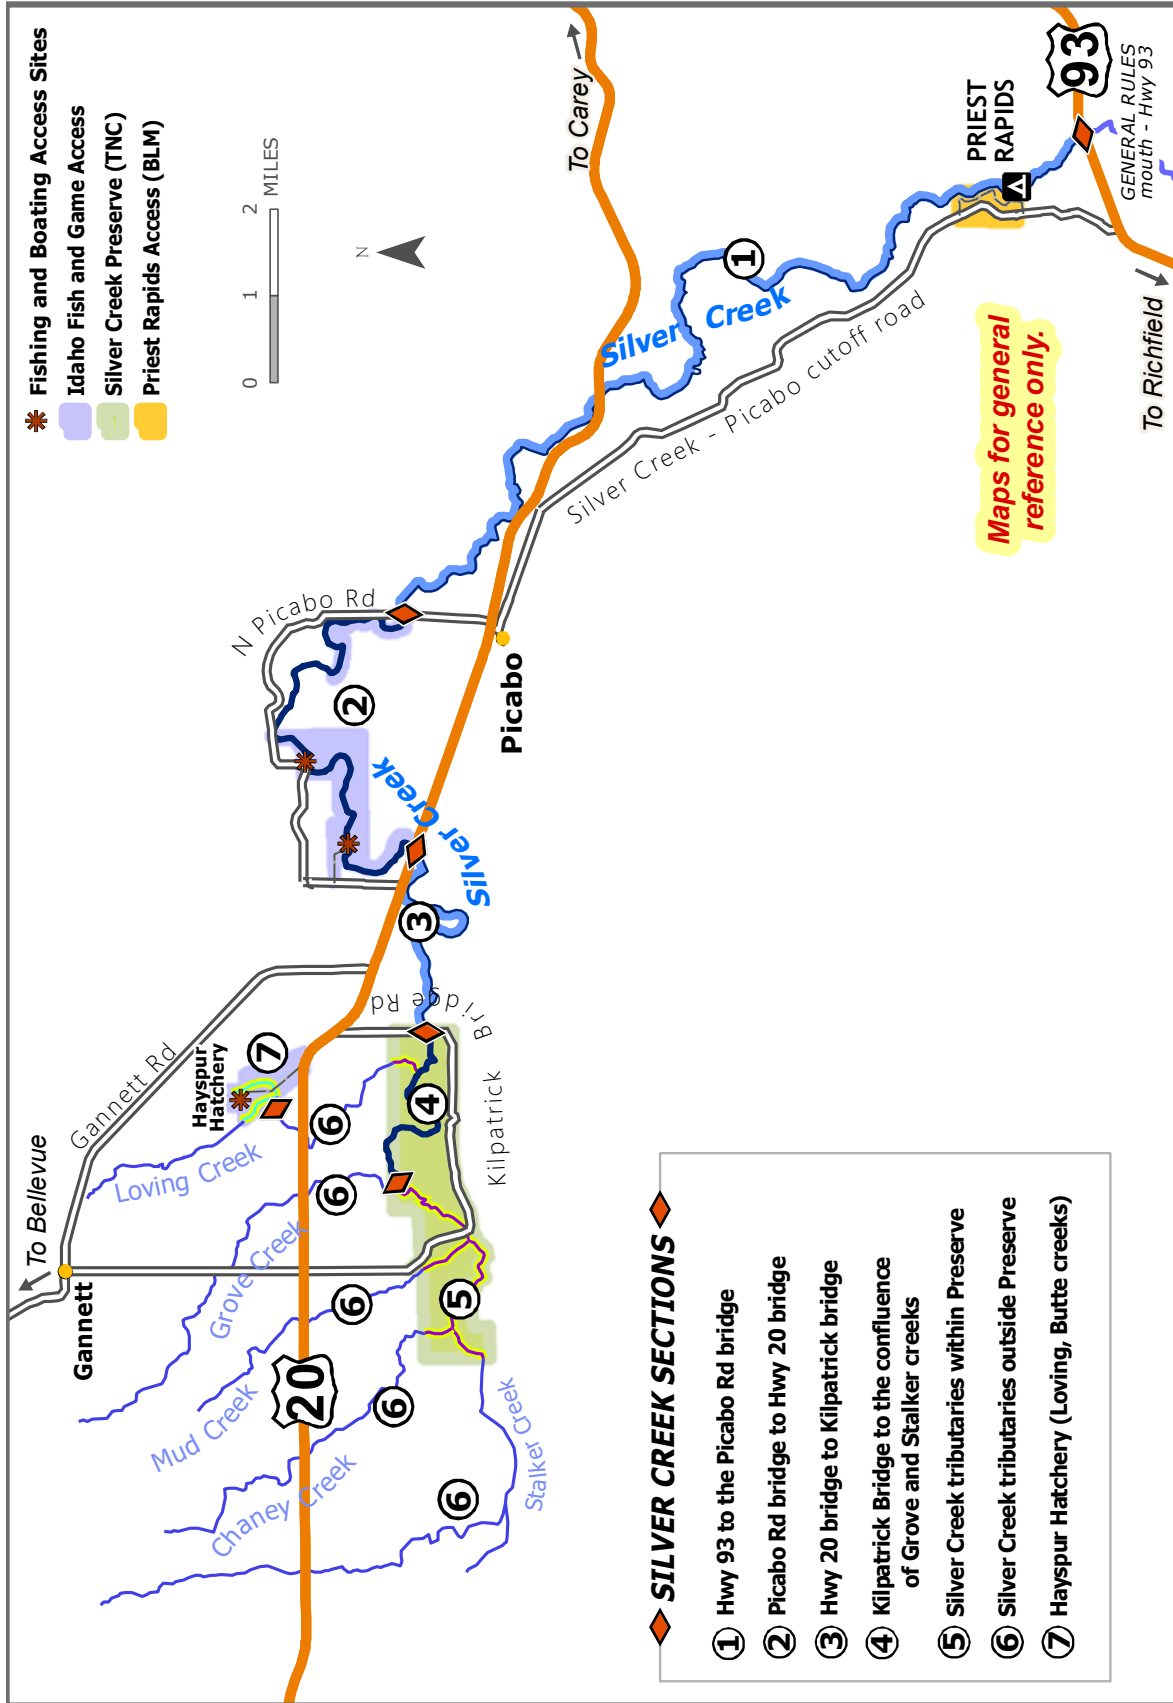 To Bellevue
Gannett
Gannett Rd
Hayspur
Hatchery
7
Loving Creek
Grove Creek
Mud Creek
Chaney Creek
Stalker Creek
20
6
6
6
6
6
5
4
Kilpatrick Bridge Rd
3
Silver Creek
2
N Picabo Rd
Picabo
Silver Creek
1
Silver Creek - Picabo cutoff road
To Carey
PRIEST
RAPIDS
93
GENERAL RULES
mouth - Hwy 93
To Richfield
Maps for general
reference only.
Fishing and Boating Access Sites
Idaho Fish and Game Access
Silver Creek Preserve (TNC)
Priest Rapids Access (BLM)
0 1 2 MILES
N
SILVER CREEK SECTIONS
1 Hwy 93 to the Picabo Rd bridge
2 Picabo Rd bridge to Hwy 20 bridge
3 Hwy 20 bridge to Kilpatrick bridge
4 Kilpatrick Bridge to the confluence
of Grove and Stalker creeks
5 Silver Creek tributaries within Preserve
6 Silver Creek tributaries outside Preserve
7 Hayspur Hatchery (Loving, Butte creeks)